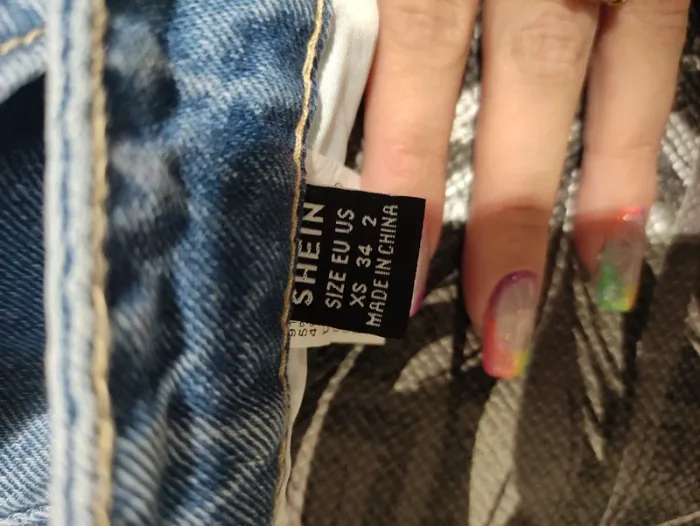 SHEIN
SIZE EU US
XS 34 2
MADE IN CHINA